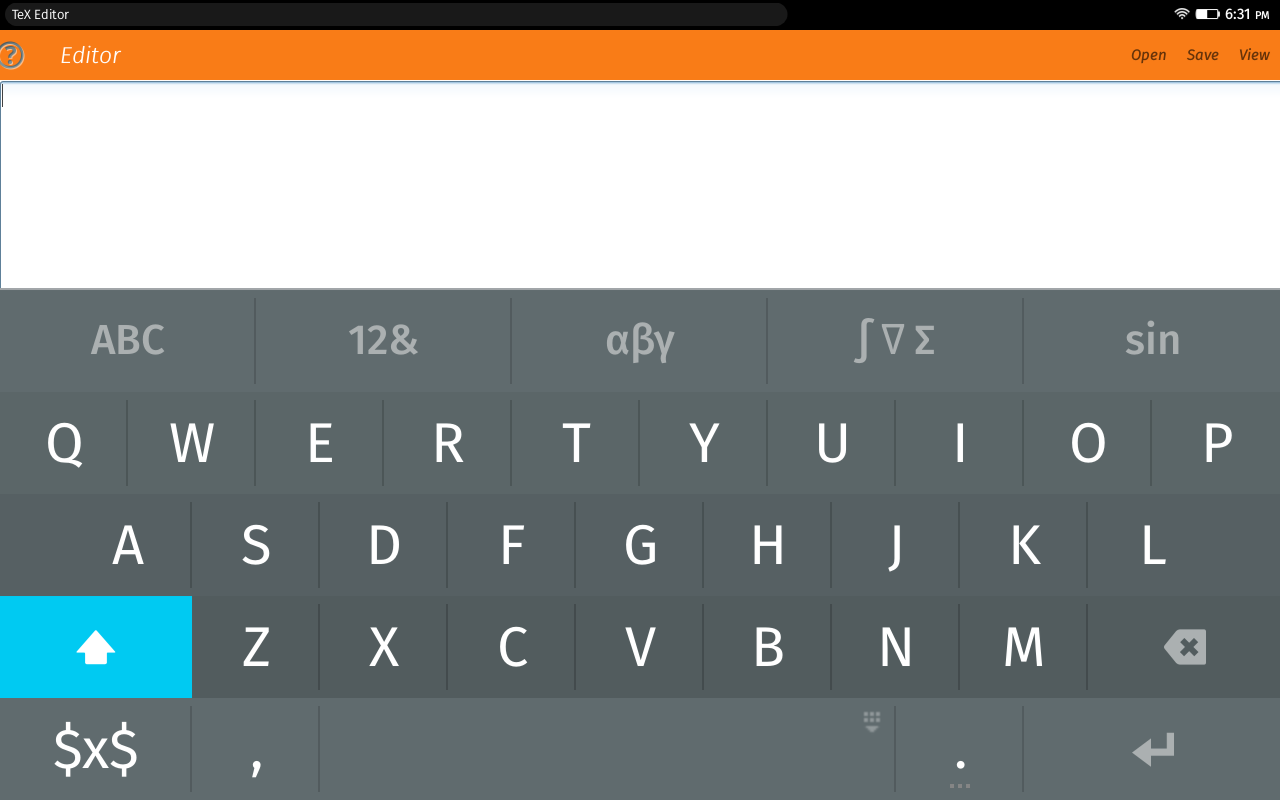 TeX Editor 6:31 PM
? Editor Open Save View
ABC 12& αβγ ∫∇Σ sin
Q W E R T Y U I O P
A S D F G H J K L
Z X C V B N M
$x$ , .